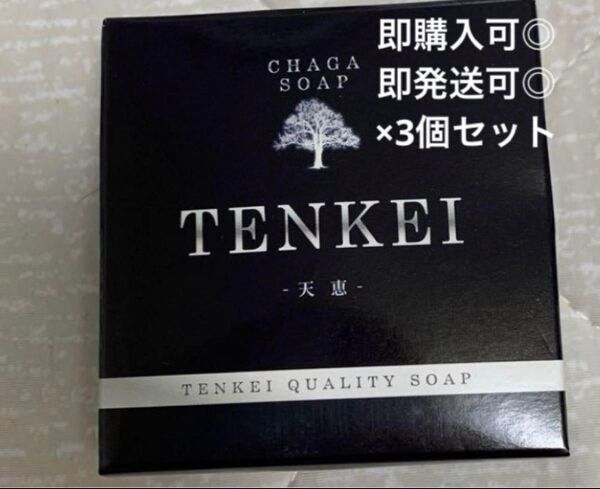 即購入可◎
即発送可◎
×3個セット
CHAGA
SOAP
TENKEI
-天恵-
TENKEI QUALITY SOAP